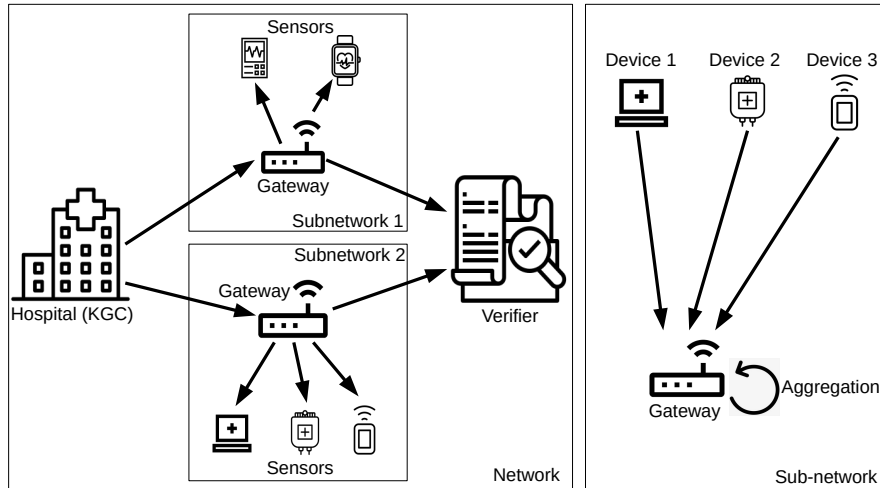 Sensors
Gateway
Subnetwork 1
Hospital (KGC)
Subnetwork 2
Gateway
Sensors
Verifier
Network
Device 1
Device 2
Device 3
Aggregation
Gateway
Sub-network